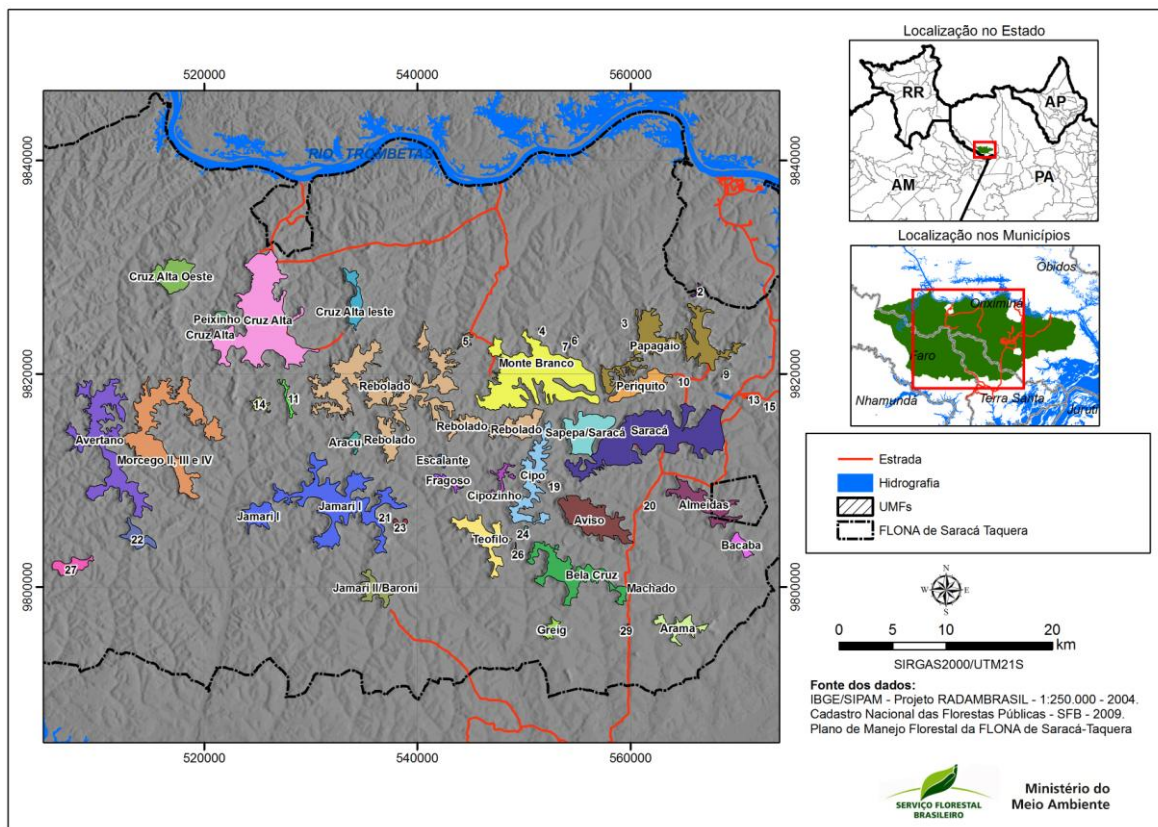 520000
540000
560000
9840000
9840000
RIO TROMBETAS
Cruz Alta Oeste
Cruz Alta leste
Peixinho
Cruz Alta
Cruz Alta
2
3
4
5
6
7
Papagaio
9820000
9820000
Monte Branco
Rebolado
Periquito
10
9
11
13
14
15
Avertano
Morcego II, III e IV
Aracu
Rebolado
Rebolado
Rebolado
Sapepa/Saracá
Saracá
Escalante
Fragoso
Cipozinho
Cipo
19
20
Almeidas
Jamari I
Jamari I
21
23
22
Teofilo
24
26
Aviso
Bacaba
27
9800000
9800000
Jamari II/Baroni
Bela Cruz
Machado
Greig
29
Arama
520000
540000
560000
Localização no Estado
RR
AP
AM
PA
Localização nos Municípios
Óbidos
Oriximiná
Faro
Nhamundá
Terra Santa
Juruti
Estrada
Hidrografia
UMFs
FLONA de Saracá Taquera
N
W
E
S
0 5 10 20
km
SIRGAS2000/UTM21S
Fonte dos dados:
IBGE/SIPAM - Projeto RADAMBRASIL - 1:250.000 - 2004.
Cadastro Nacional das Florestas Públicas - SFB - 2009.
Plano de Manejo Florestal da FLONA de Saracá-Taquera
SERVIÇO FLORESTAL
BRASILEIRO
Ministério do
Meio Ambiente